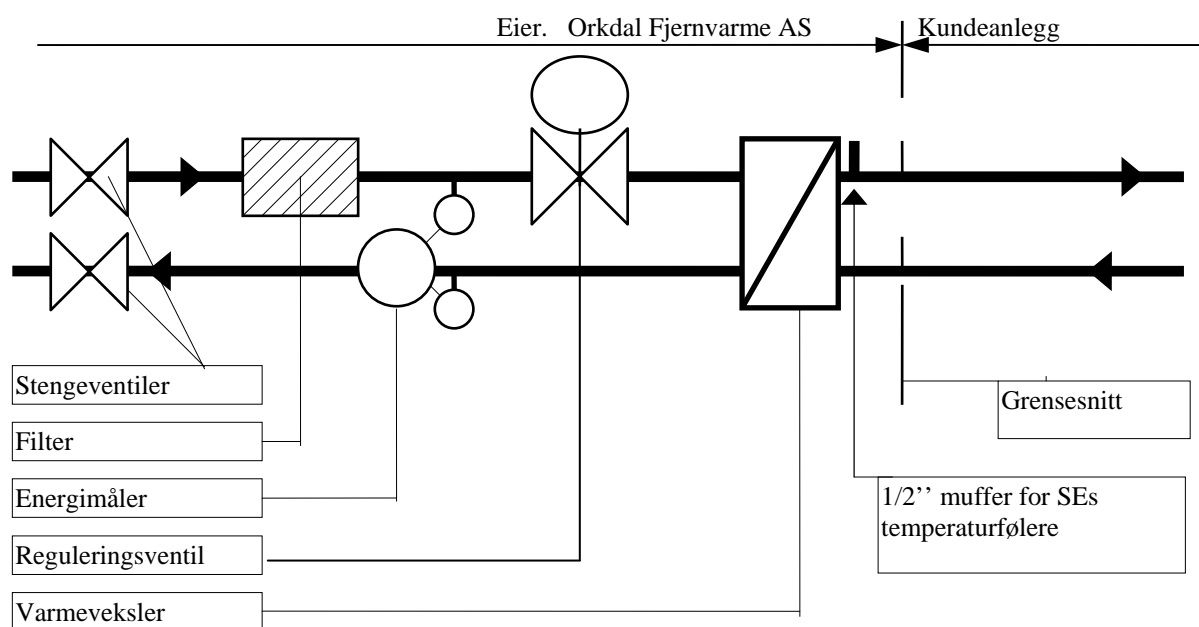 Eier. Orkdal Fjernvarme AS
Kundeanlegg
Stengeventiler
Filter
Energimåler
Reguleringsventil
Varmeveksler
Grensesnitt
1/2’’ muffer for SEs
temperaturfølere